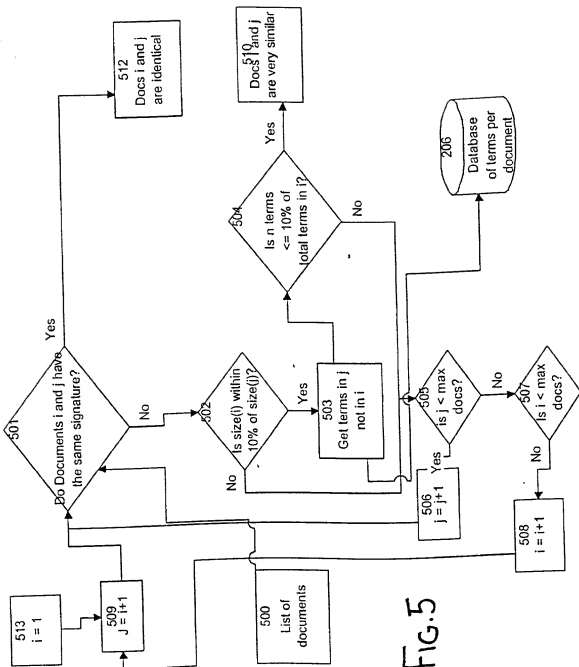 513
i = 1
509
J = i+1
500
List of
documents
501
Do Documents i and j have
the same signature?
Yes
No
512
Docs i and j
are identical
502
Is size(i) within
10% of size(j)?
No
Yes
503
Get terms in j
not in i
504
Is n terms
<= 10% of
total terms in i?
Yes
No
510
Docs i and j
are very similar
206
Database
of terms per
document
505
Is j < max
docs?
Yes
No
506
j = j+1
507
Is i < max
docs?
No
508
i = i+1
FIG.5